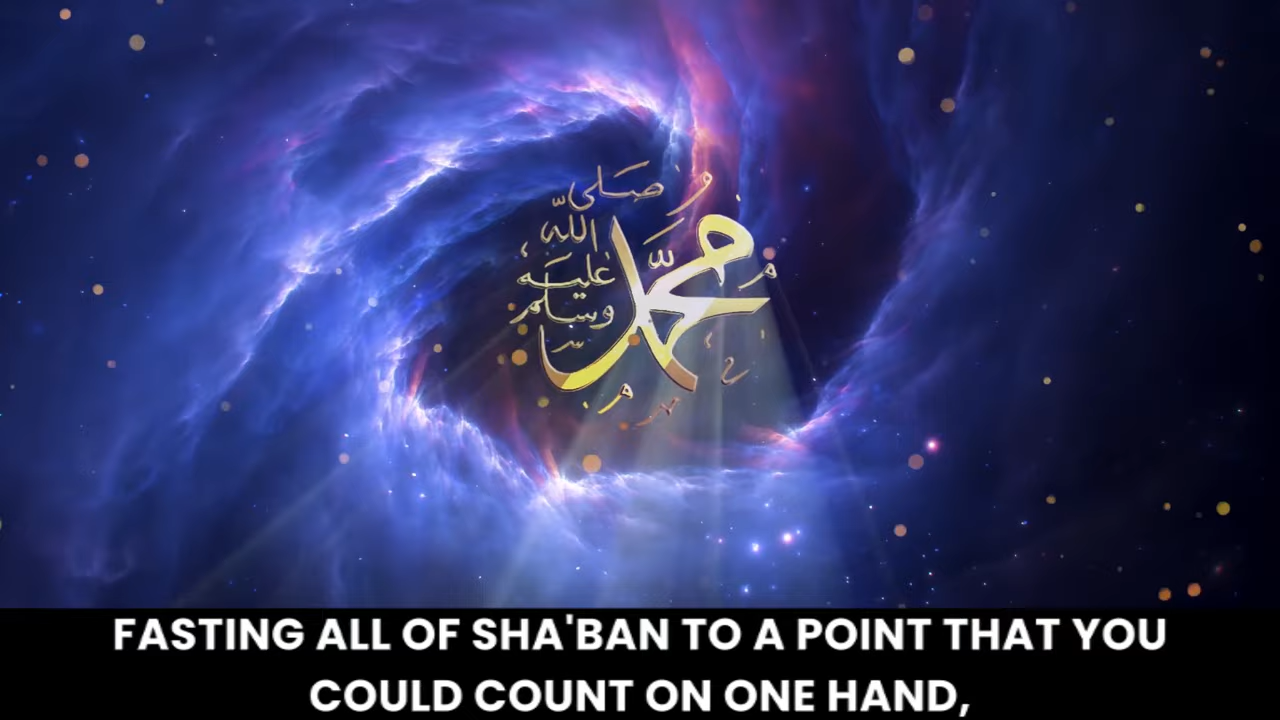 صلى
الله
عليه
وسلم
محمد
FASTING ALL OF SHA'BAN TO A POINT THAT YOU
COULD COUNT ON ONE HAND,